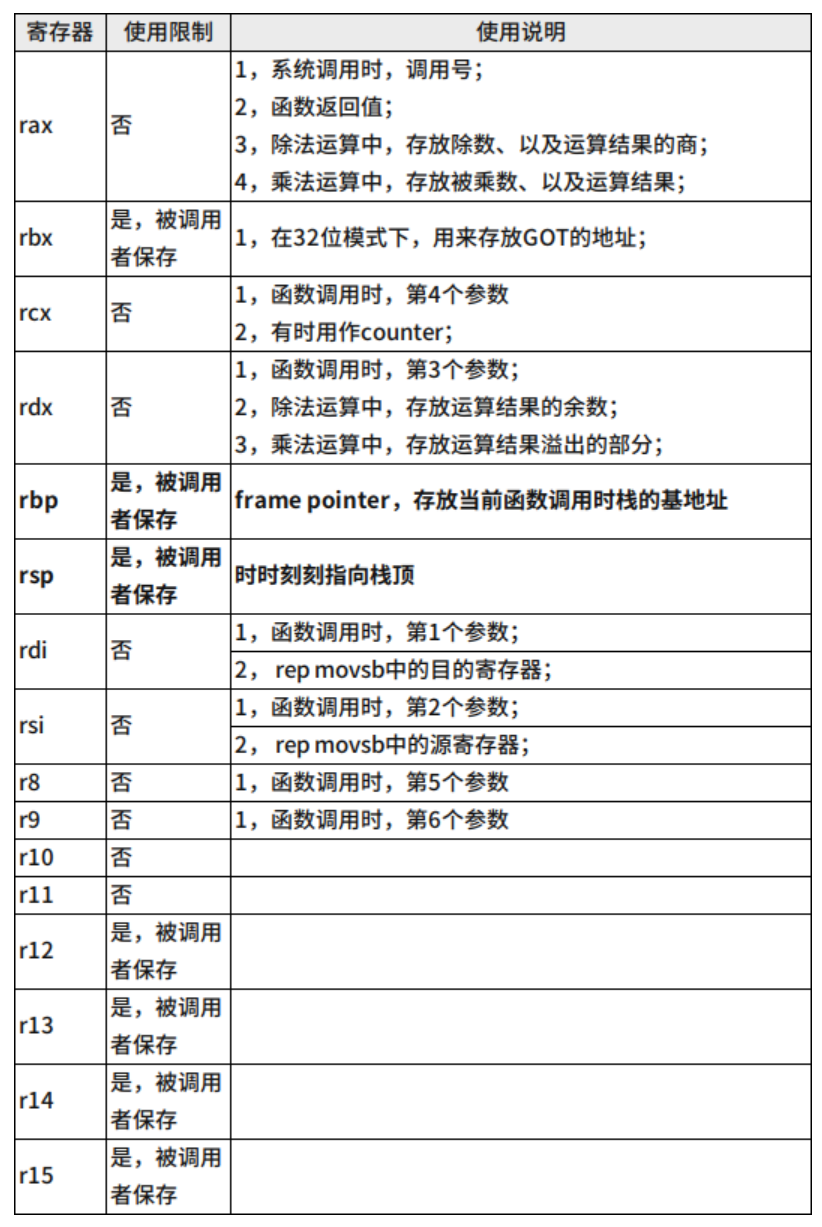 寄存器 使用限制 使用说明
rax 否
1，系统调用时，调用号；
2，函数返回值；
3，除法运算中，存放除数、以及运算结果的商；
4，乘法运算中，存放被乘数、以及运算结果；
rbx
是，被调用
者保存
1，在32位模式下，用来存放GOT的地址；
rcx 否
1，函数调用时，第4个参数
2，有时用作counter；
rdx 否
1，函数调用时，第3个参数；
2，除法运算中，存放运算结果的余数；
3，乘法运算中，存放运算结果溢出的部分；
rbp
是，被调用
者保存
frame pointer，存放当前函数调用时栈的基地址
rsp
是，被调用
者保存
时时刻刻指向栈顶
rdi 否
1，函数调用时，第1个参数；
2， rep movsb中的目的寄存器；
rsi 否
1，函数调用时，第2个参数；
2， rep movsb中的源寄存器；
r8 否 1，函数调用时，第5个参数
r9 否 1，函数调用时，第6个参数
r10 否
r11 否
r12
是，被调用
者保存
r13
是，被调用
者保存
r14
是，被调用
者保存
r15
是，被调用
者保存